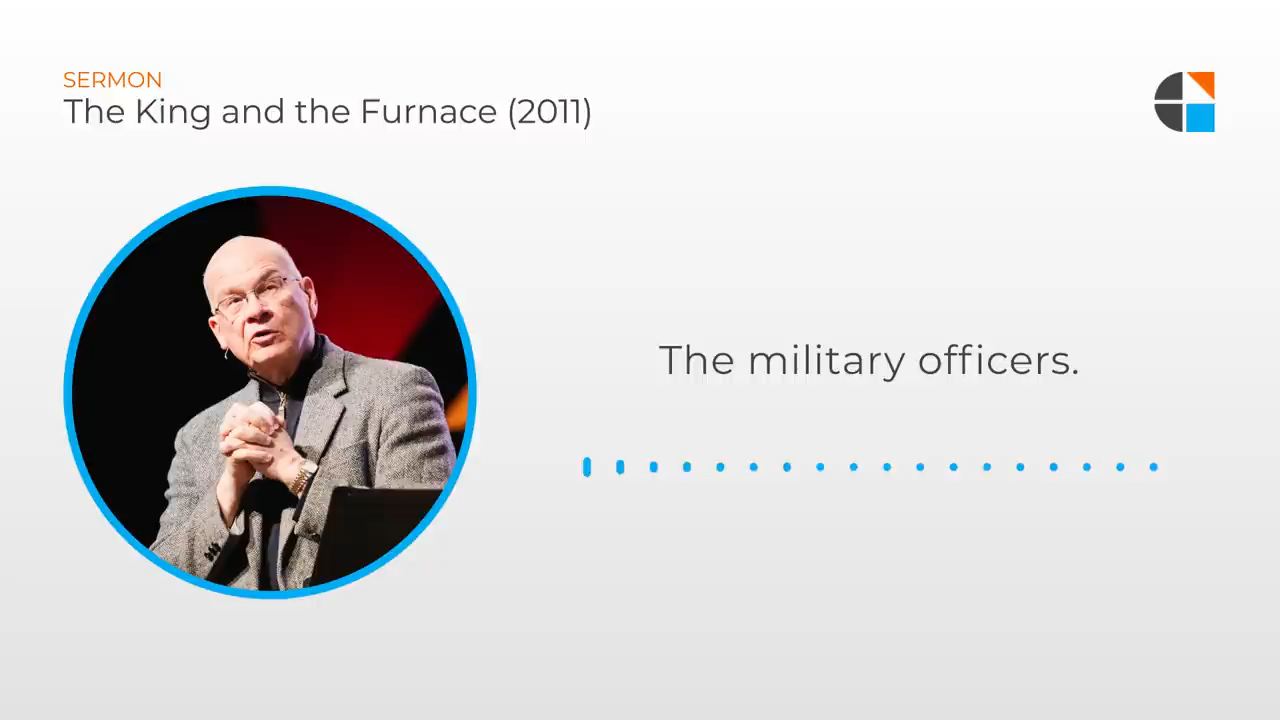 SERMON
The King and the Furnace (2011)
The military officers.